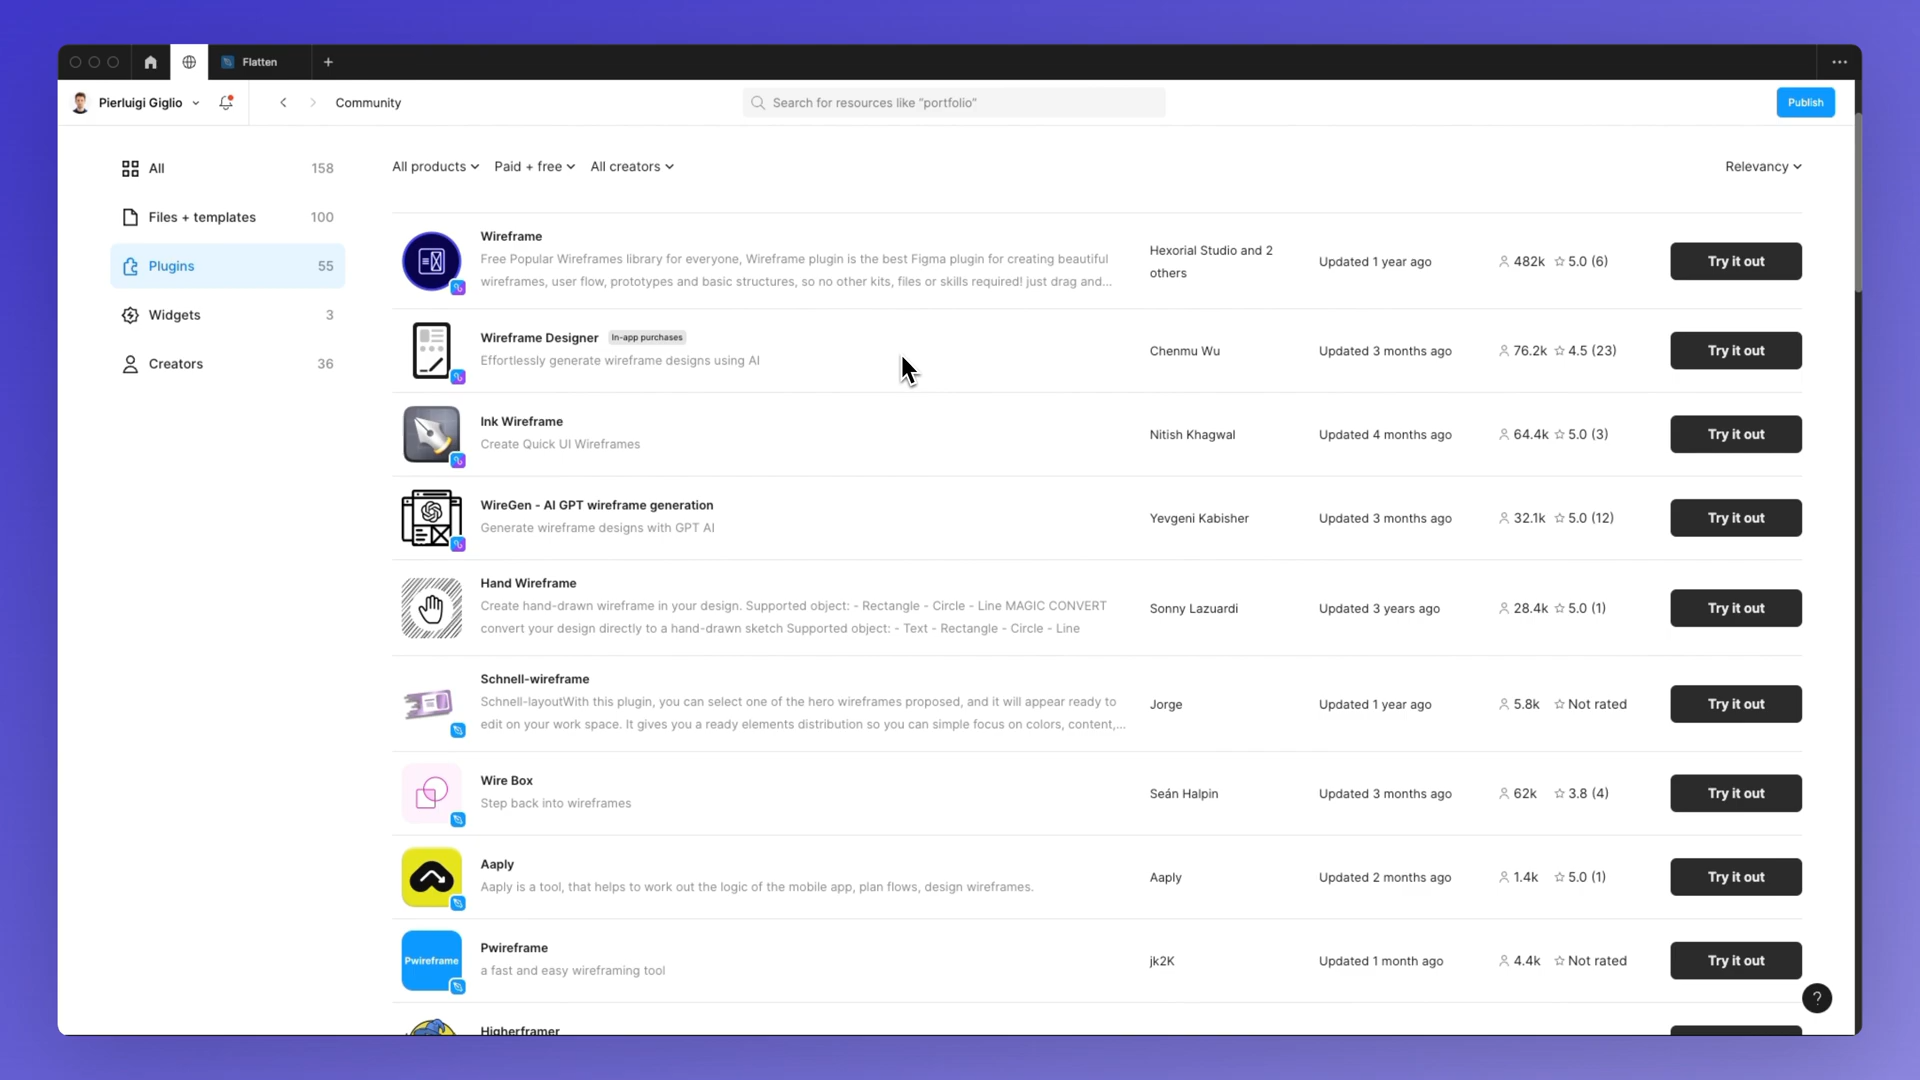 Flatten
Pierluigi Giglio
Community
Search for resources like "portfolio"
Publish
All 158
Files + templates 100
Plugins 55
Widgets 3
Creators 36
All products
Paid + free
All creators
Relevancy
Wireframe
Free Popular Wireframes library for everyone, Wireframe plugin is the best Figma plugin for creating beautiful
wireframes, user flow, prototypes and basic structures, so no other kits, files or skills required! just drag and...
Hexorial Studio and 2
others
Updated 1 year ago
482k 5.0 (6)
Try it out
Wireframe Designer In-app purchases
Effortlessly generate wireframe designs using AI
Chenmu Wu
Updated 3 months ago
76.2k 4.5 (23)
Try it out
Ink Wireframe
Create Quick UI Wireframes
Nitish Khagwal
Updated 4 months ago
64.4k 5.0 (3)
Try it out
WireGen - AI GPT wireframe generation
Generate wireframe designs with GPT AI
Yevgeni Kabisher
Updated 3 months ago
32.1k 5.0 (12)
Try it out
Hand Wireframe
Create hand-drawn wireframe in your design. Supported object: - Rectangle - Circle - Line MAGIC CONVERT
convert your design directly to a hand-drawn sketch Supported object: - Text - Rectangle - Circle - Line
Sonny Lazuardi
Updated 3 years ago
28.4k 5.0 (1)
Try it out
Schnell-wireframe
Schnell-layoutWith this plugin, you can select one of the hero wireframes proposed, and it will appear ready to
edit on your work space. It gives you a ready elements distribution so you can simple focus on colors, content,...
Jorge
Updated 1 year ago
5.8k Not rated
Try it out
Wire Box
Step back into wireframes
Seán Halpin
Updated 3 months ago
62k 3.8 (4)
Try it out
Aaply
Aaply is a tool, that helps to work out the logic of the mobile app, plan flows, design wireframes.
Aaply
Updated 2 months ago
1.4k 5.0 (1)
Try it out
Pwireframe
Pwireframe
a fast and easy wireframing tool
jk2K
Updated 1 month ago
4.4k Not rated
Try it out
?
Higherframer